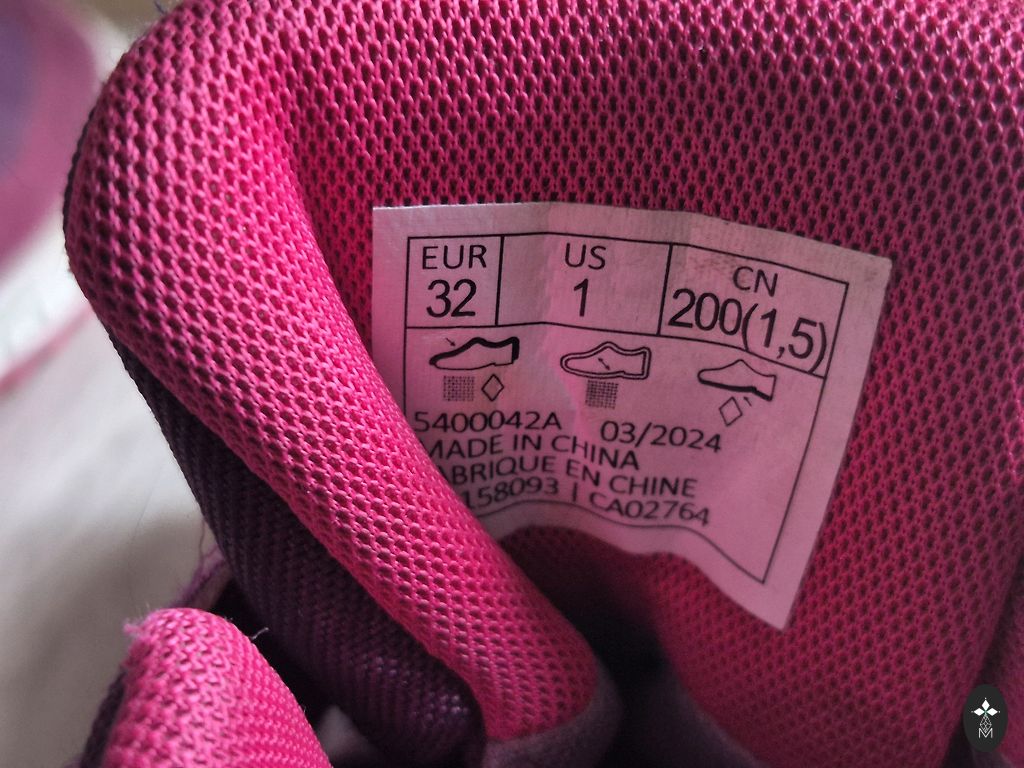 EUR US CN
32 1 200(1,5)
5400042A 03/2024
MADE IN CHINA
ABRIQUE EN CHINE
158093 | CA02764
M